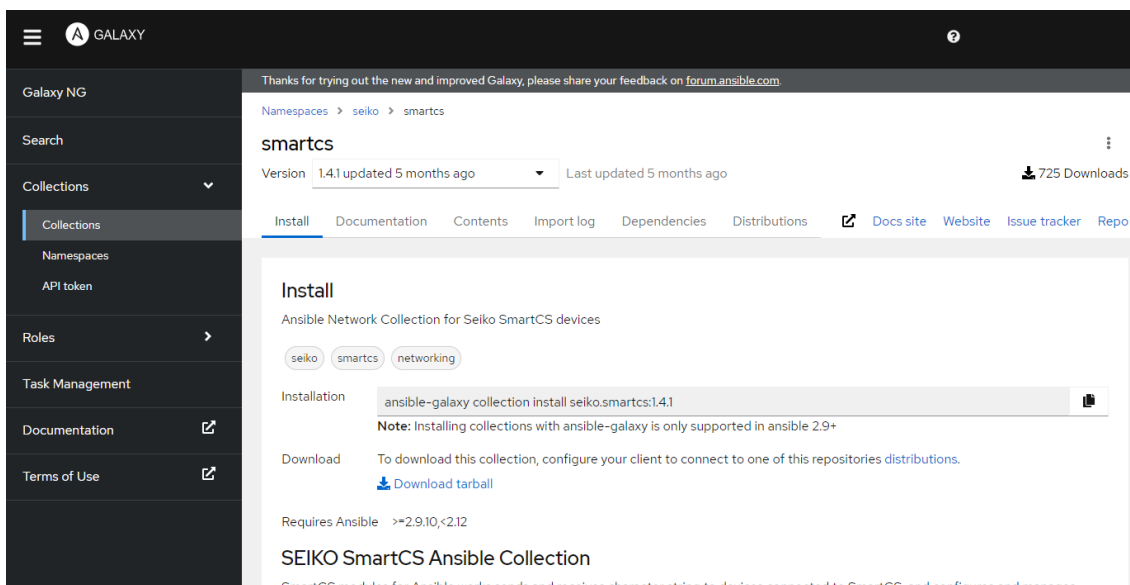 GALAXY
Thanks for trying out the new and improved Galaxy, please share your feedback on forum.ansible.com.
Galaxy NG
Search
Collections
Collections
Namespaces
API token
Roles
Task Management
Documentation
Terms of Use
Namespaces > seiko > smartcs
smartcs
Version 1.4.1 updated 5 months ago Last updated 5 months ago 725 Downloads
Install Documentation Contents Import log Dependencies Distributions Docs site Website Issue tracker Repo
Install
Ansible Network Collection for Seiko SmartCS devices
seiko smartcs networking
Installation ansible-galaxy collection install seiko.smartcs:1.4.1
Note: Installing collections with ansible-galaxy is only supported in ansible 2.9+
Download To download this collection, configure your client to connect to one of this repositories distributions.
Download tarball
Requires Ansible >=2.9.10,<2.12
SEIKO SmartCS Ansible Collection